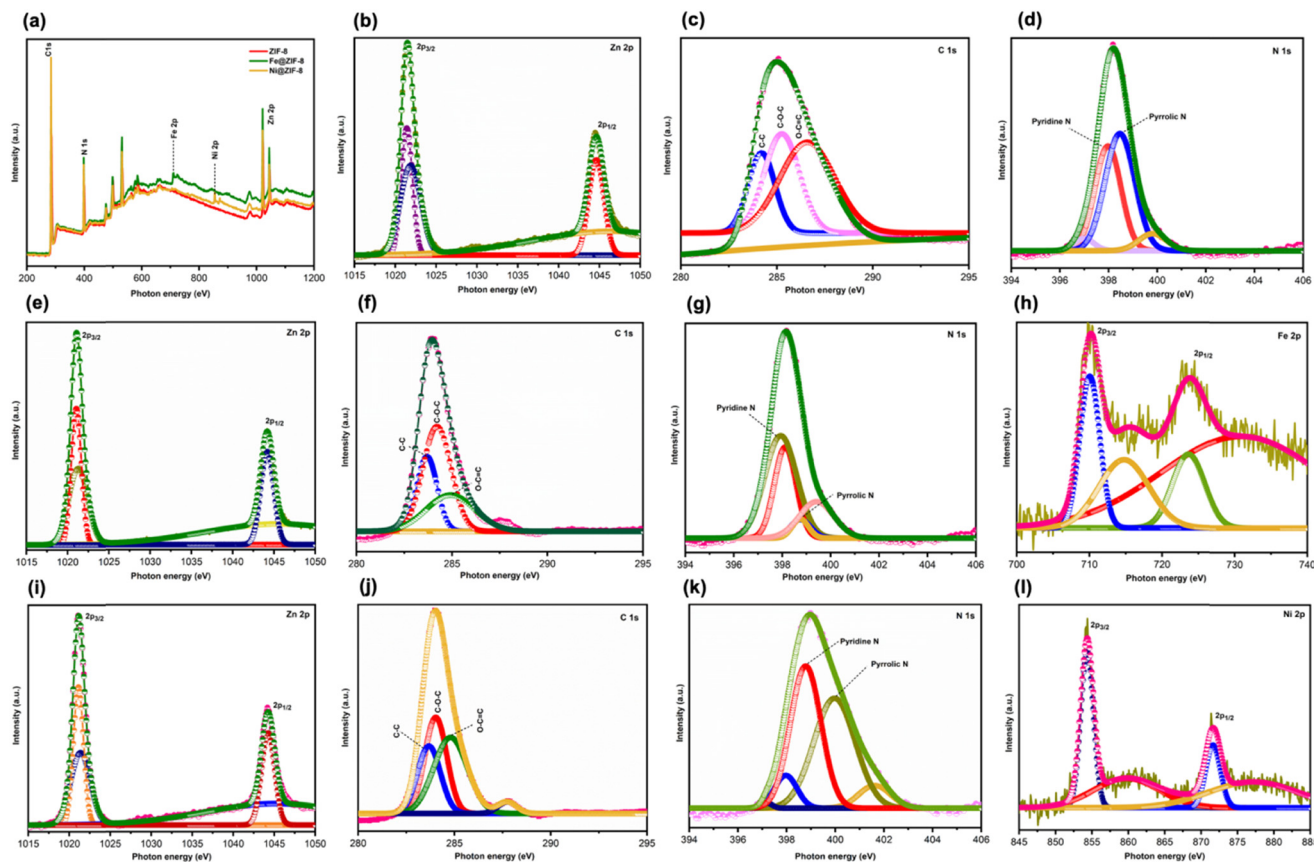 (a)
C1s
N 1s
Fe 2p
Ni 2p
Zn 2p
ZIF-8
Fe@ZIF-8
Ni@ZIF-8
Intensity (a.u.)
200 400 600 800 1000 1200
Photon energy (eV)
(b)
Zn 2p
2p3/2
2p1/2
Intensity (a.u.)
1015 1020 1025 1030 1035 1040 1045 1050
Photon energy (eV)
(c)
C 1s
C-C
C-O-C
O-C=C
Intensity (a.u.)
280 285 290 295
Photon energy (eV)
(d)
N 1s
Pyridine N
Pyrrolic N
Intensity (a.u.)
394 396 398 400 402 404 406
Photon energy (eV)
(e)
Zn 2p
2p3/2
2p1/2
Intensity (a.u.)
1015 1020 1025 1030 1035 1040 1045 1050
Photon energy (eV)
(f)
C 1s
C-C
C-O-C
O-C=C
Intensity (a.u.)
280 285 290 295
Photon energy (eV)
(g)
N 1s
Pyridine N
Pyrrolic N
Intensity (a.u.)
394 396 398 400 402 404 406
Photon energy (eV)
(h)
Fe 2p
2p3/2
2p1/2
Intensity (a.u.)
700 710 720 730 740
Photon energy (eV)
(i)
Zn 2p
2p3/2
2p1/2
Intensity (a.u.)
1015 1020 1025 1030 1035 1040 1045 1050
Photon energy (eV)
(j)
C 1s
C-C
C-O-C
O-C=C
Intensity (a.u.)
280 285 290 295
Photon energy (eV)
(k)
N 1s
Pyridine N
Pyrrolic N
Intensity (a.u.)
394 396 398 400 402 404 406
Photon energy (eV)
(l)
Ni 2p
2p3/2
2p1/2
Intensity (a.u.)
845 850 855 860 865 870 875 880 885
Photon energy (eV)